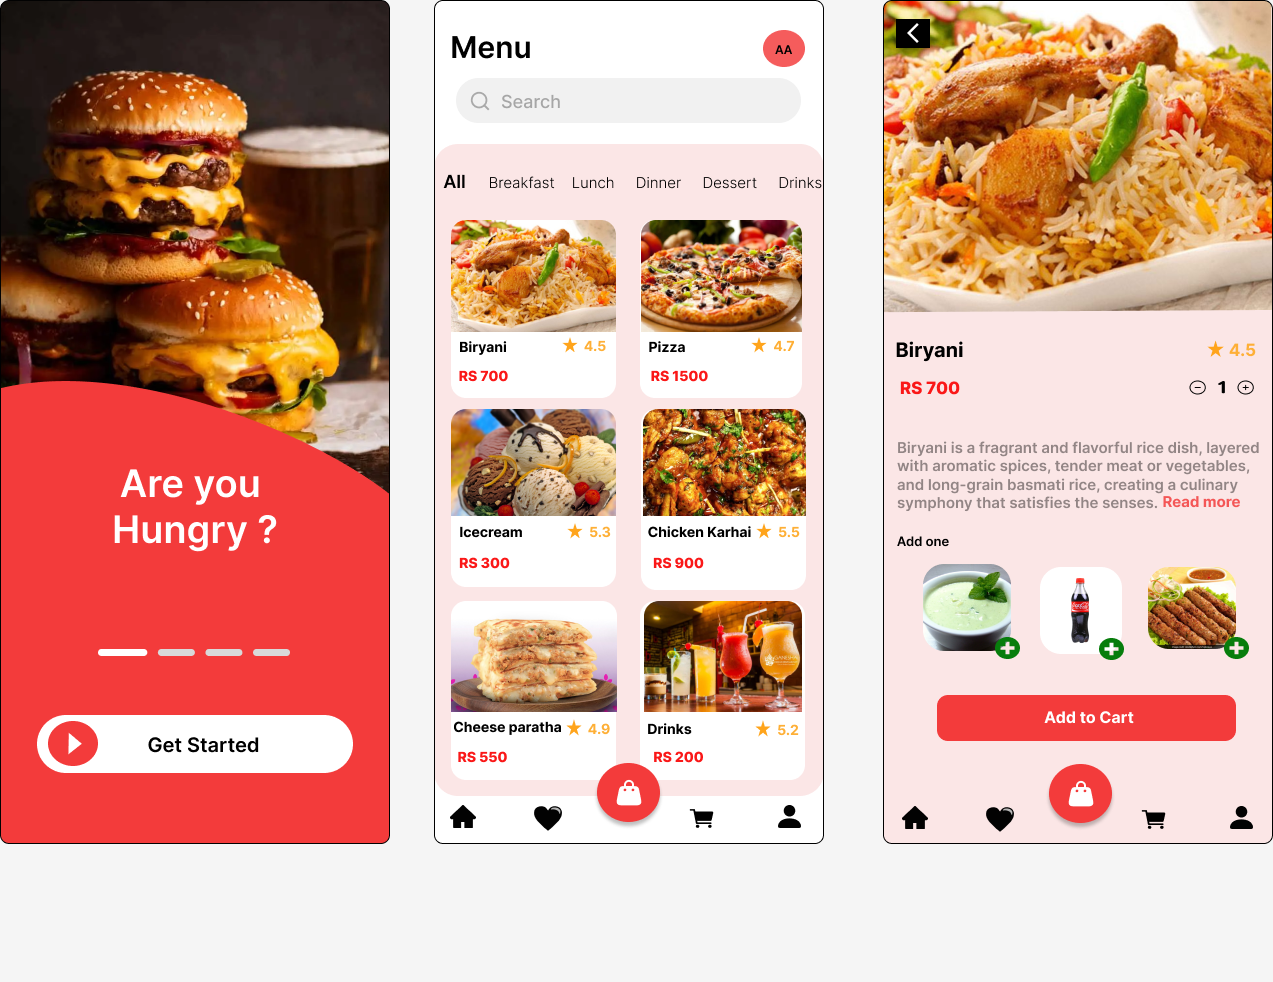 Are you
Hungry ?
Get Started
Menu
AA
Search
All Breakfast Lunch Dinner Dessert Drinks
Biryani 4.5
RS 700
Pizza 4.7
RS 1500
Icecream 5.3
RS 300
Chicken Karhai 5.5
RS 900
Cheese paratha 4.9
RS 550
Drinks 5.2
RS 200
Biryani 4.5
RS 700 1
Biryani is a fragrant and flavorful rice dish, layered
with aromatic spices, tender meat or vegetables,
and long-grain basmati rice, creating a culinary
symphony that satisfies the senses. Read more
Add one
Add to Cart